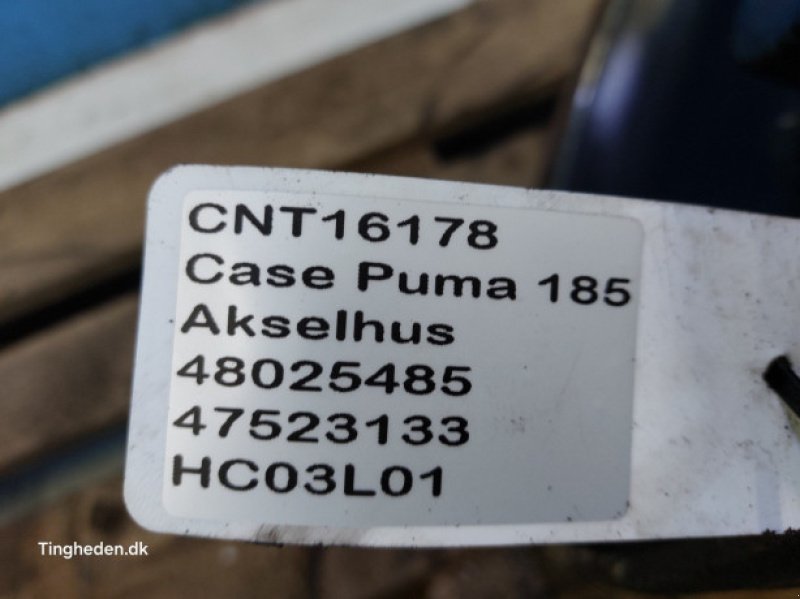 CNT16178
Case Puma 185
Akselhus
48025485
47523133
HC03L01
Tingheden.dk